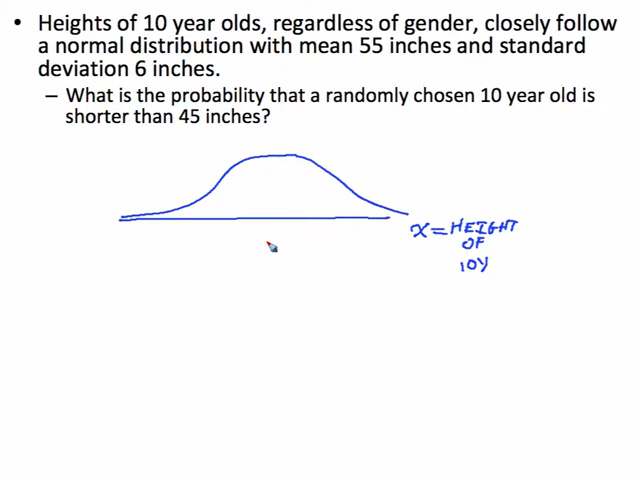 • Heights of 10 year olds, regardless of gender, closely follow
a normal distribution with mean 55 inches and standard
deviation 6 inches.
– What is the probability that a randomly chosen 10 year old is
shorter than 45 inches?
X = HEIGHT
OF
10Y